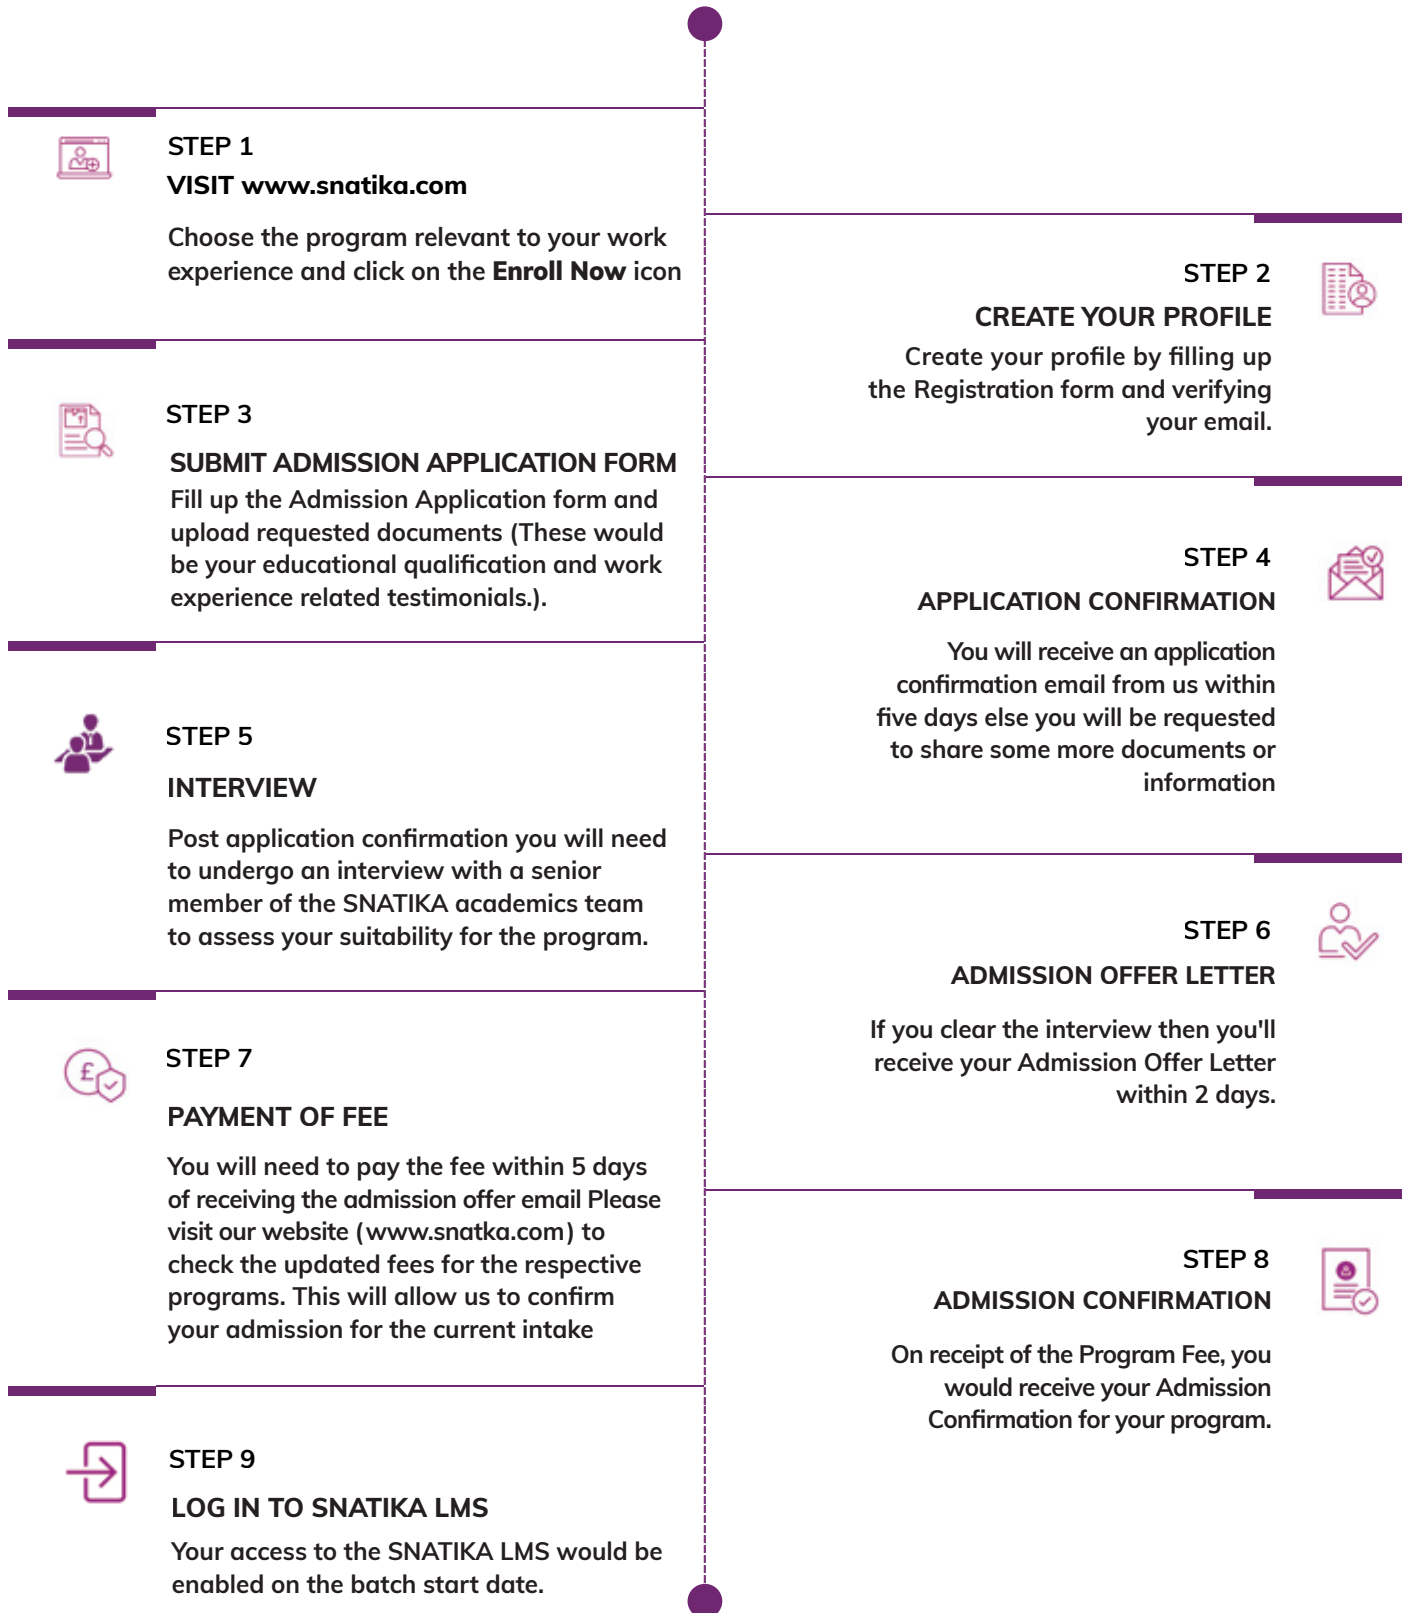 STEP 1
VISIT www.snatika.com
Choose the program relevant to your work
experience and click on the Enroll Now icon
STEP 2
CREATE YOUR PROFILE
Create your profile by filling up
the Registration form and verifying
your email.
STEP 3
SUBMIT ADMISSION APPLICATION FORM
Fill up the Admission Application form and
upload requested documents (These would
be your educational qualification and work
experience related testimonials.).
STEP 4
APPLICATION CONFIRMATION
You will receive an application
confirmation email from us within
five days else you will be requested
to share some more documents or
information
STEP 5
INTERVIEW
Post application confirmation you will need
to undergo an interview with a senior
member of the SNATIKA academics team
to assess your suitability for the program.
STEP 6
ADMISSION OFFER LETTER
If you clear the interview then you'll
receive your Admission Offer Letter
within 2 days.
£
STEP 7
PAYMENT OF FEE
You will need to pay the fee within 5 days
of receiving the admission offer email Please
visit our website (www.snatka.com) to
check the updated fees for the respective
programs. This will allow us to confirm
your admission for the current intake
STEP 8
ADMISSION CONFIRMATION
On receipt of the Program Fee, you
would receive your Admission
Confirmation for your program.
STEP 9
LOG IN TO SNATIKA LMS
Your access to the SNATIKA LMS would be
enabled on the batch start date.